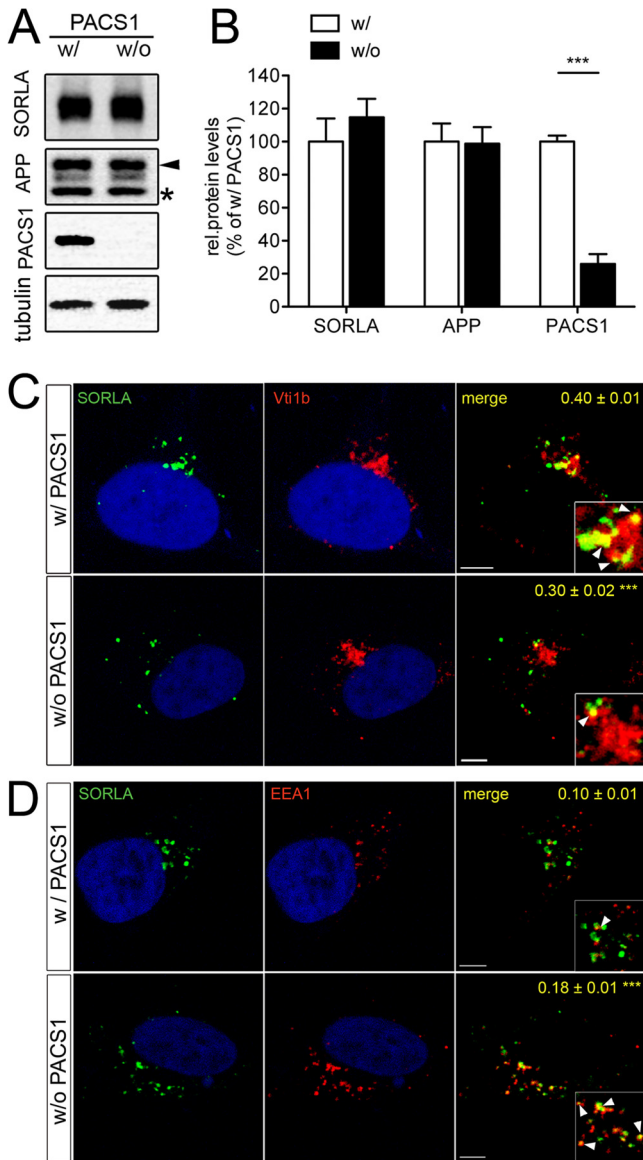 A
PACS1
w/ w/o
SORLA
APP
*
PACS1
tubulin
B
w/
w/o
rel.protein levels
(% of w/ PACS1)
140
120
100
80
60
40
20
0
***
SORLA APP PACS1
C
w/ PACS1
SORLA Vti1b merge 0.40 ± 0.01
w/o PACS1
0.30 ± 0.02 ***
D
w / PACS1
SORLA EEA1 merge 0.10 ± 0.01
w/o PACS1
0.18 ± 0.01 ***